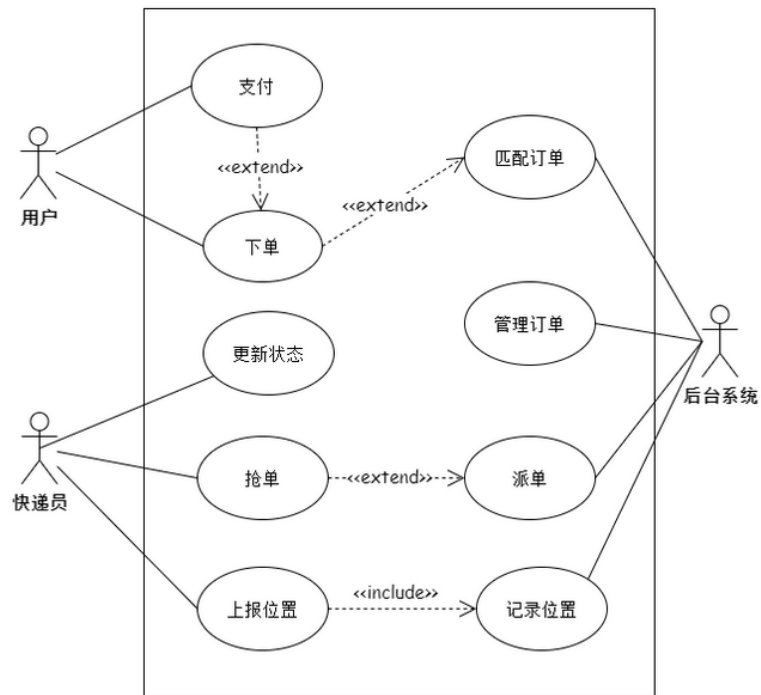 支付
匹配订单
<<extend>>
<<extend>>
用户
下单
管理订单
更新状态
后台系统
抢单
<<extend>>
派单
快递员
<<include>>
上报位置
记录位置